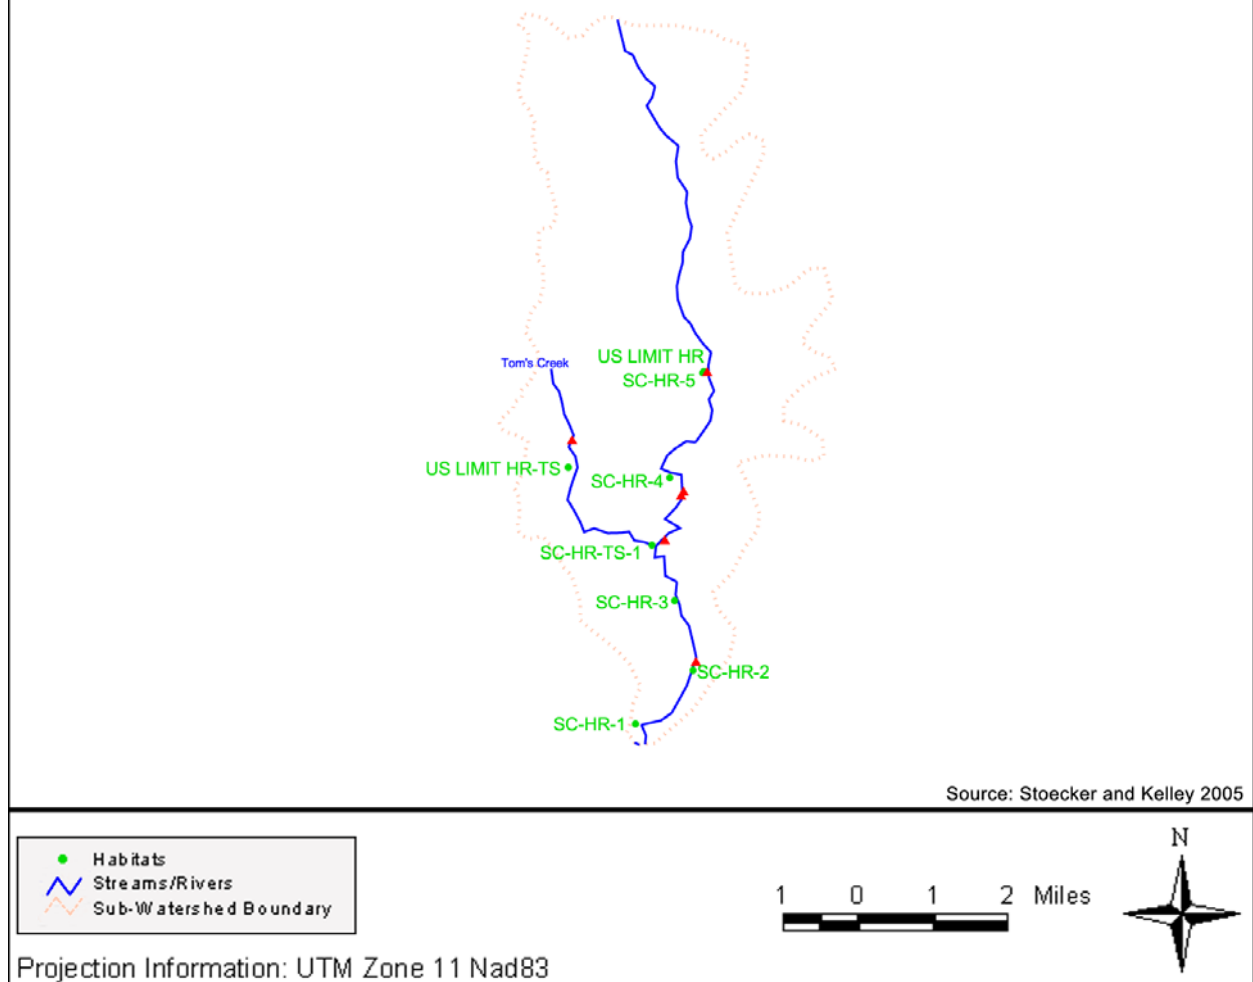 US LIMIT HR
Tom's Creek
SC-HR-5
US LIMIT HR-TS
SC-HR-4
SC-HR-TS-1
SC-HR-3
SC-HR-2
SC-HR-1
Source: Stoecker and Kelley 2005
Habitats
Streams/Rivers
Sub-Watershed Boundary
1 0 1 2 Miles
N
Projection Information: UTM Zone 11 Nad83